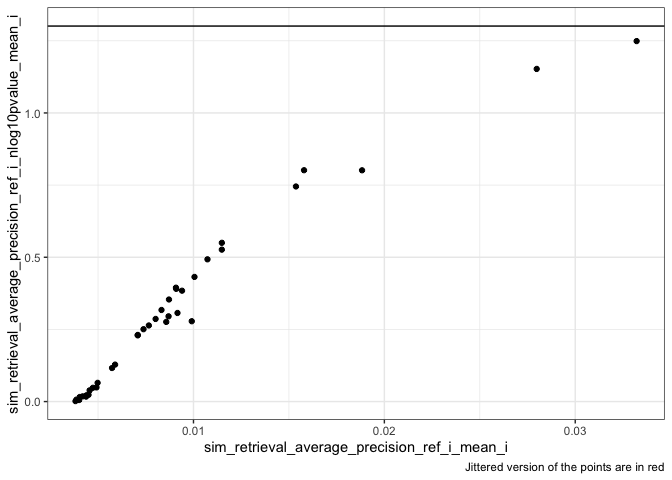 sim_retrieval_average_precision_ref_i_nlog10pvalue_mean_i
1.0
0.5
0.0
0.01
0.02
0.03
sim_retrieval_average_precision_ref_i_mean_i
Jittered version of the points are in red